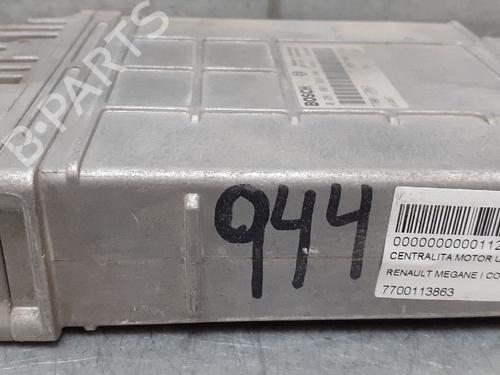 B-PARTS
BOSCH
944
0000000000112
CENTRALITA MOTOR U
RENAULT MEGANE I CO
7700113863